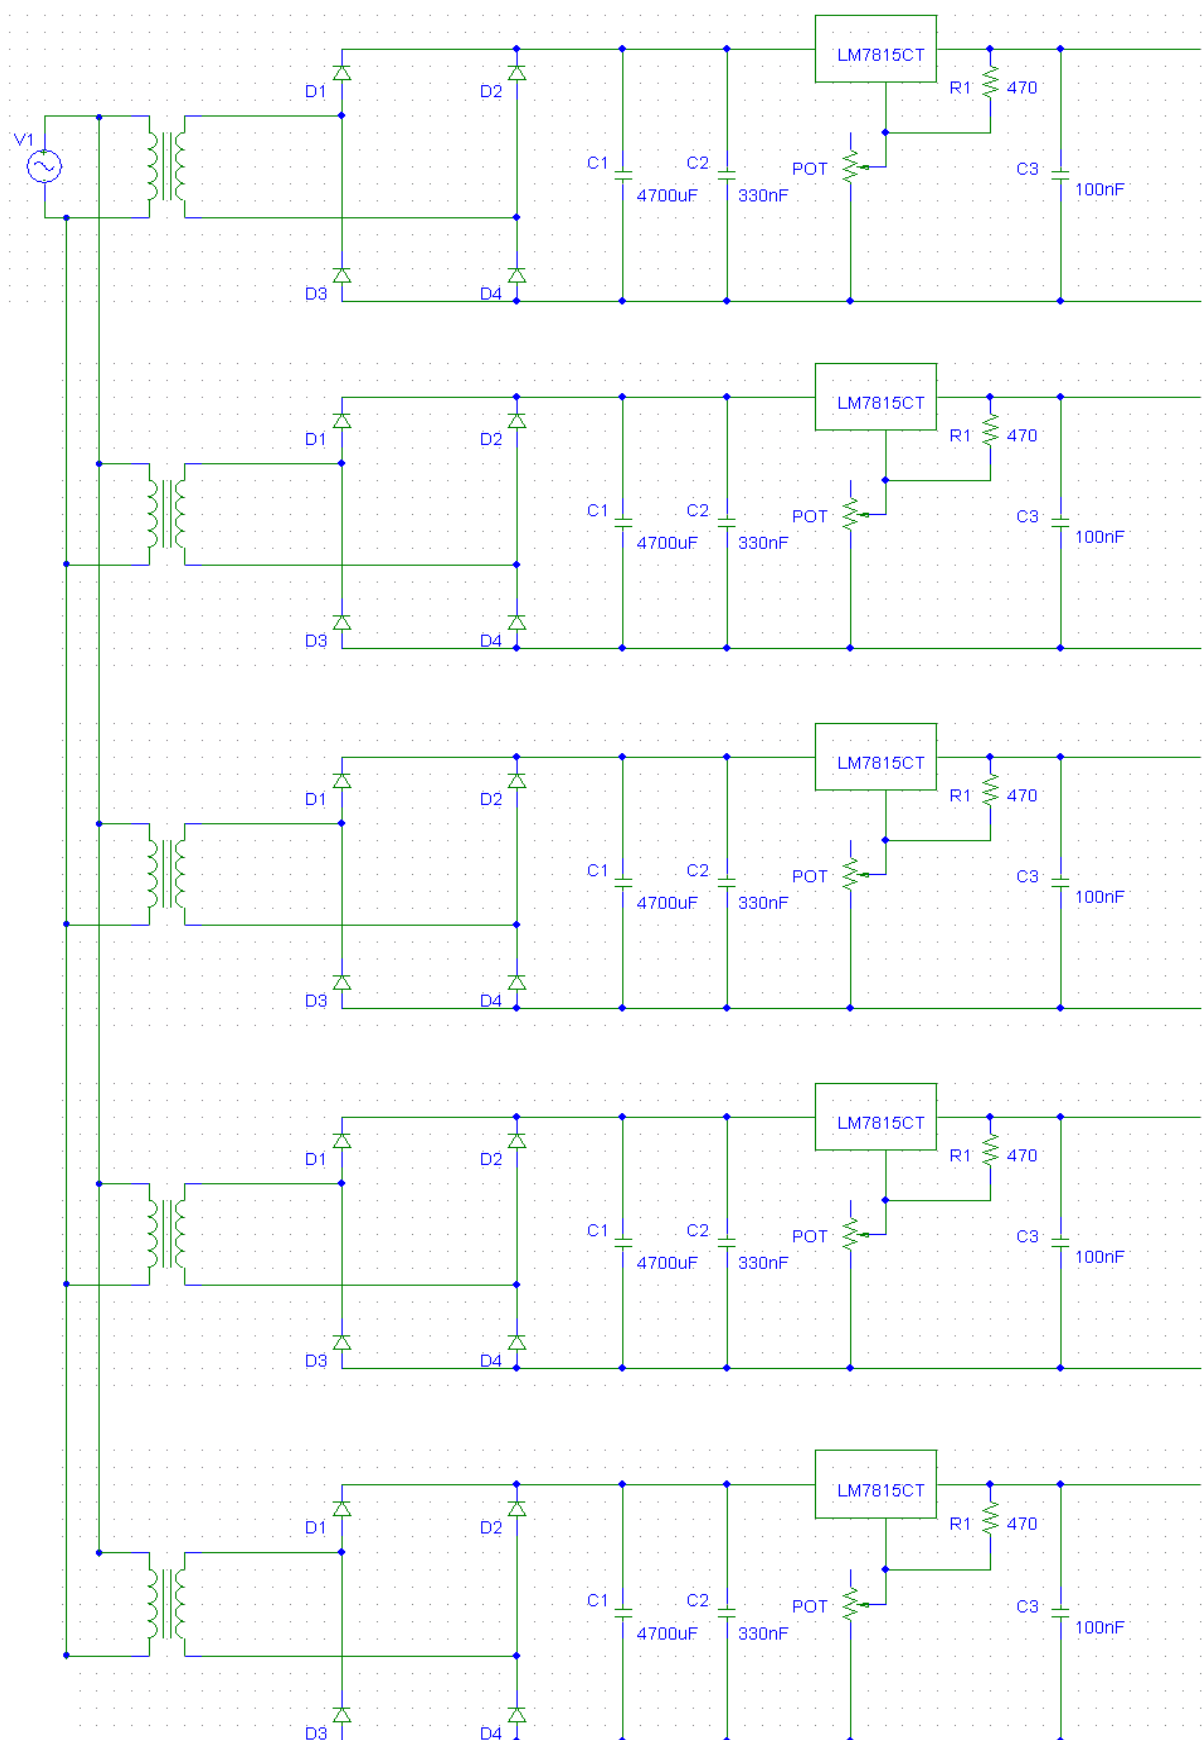 LM7815CT
D1
D2
R1
470
V1
C1
C2
POT
C3
4700uF
330nF
100nF
D3
D4
LM7815CT
D1
D2
R1
470
C1
C2
POT
C3
4700uF
330nF
100nF
D3
D4
LM7815CT
D1
D2
R1
470
C1
C2
POT
C3
4700uF
330nF
100nF
D3
D4
LM7815CT
D1
D2
R1
470
C1
C2
POT
C3
4700uF
330nF
100nF
D3
D4
LM7815CT
D1
D2
R1
470
C1
C2
POT
C3
4700uF
330nF
100nF
D3
D4